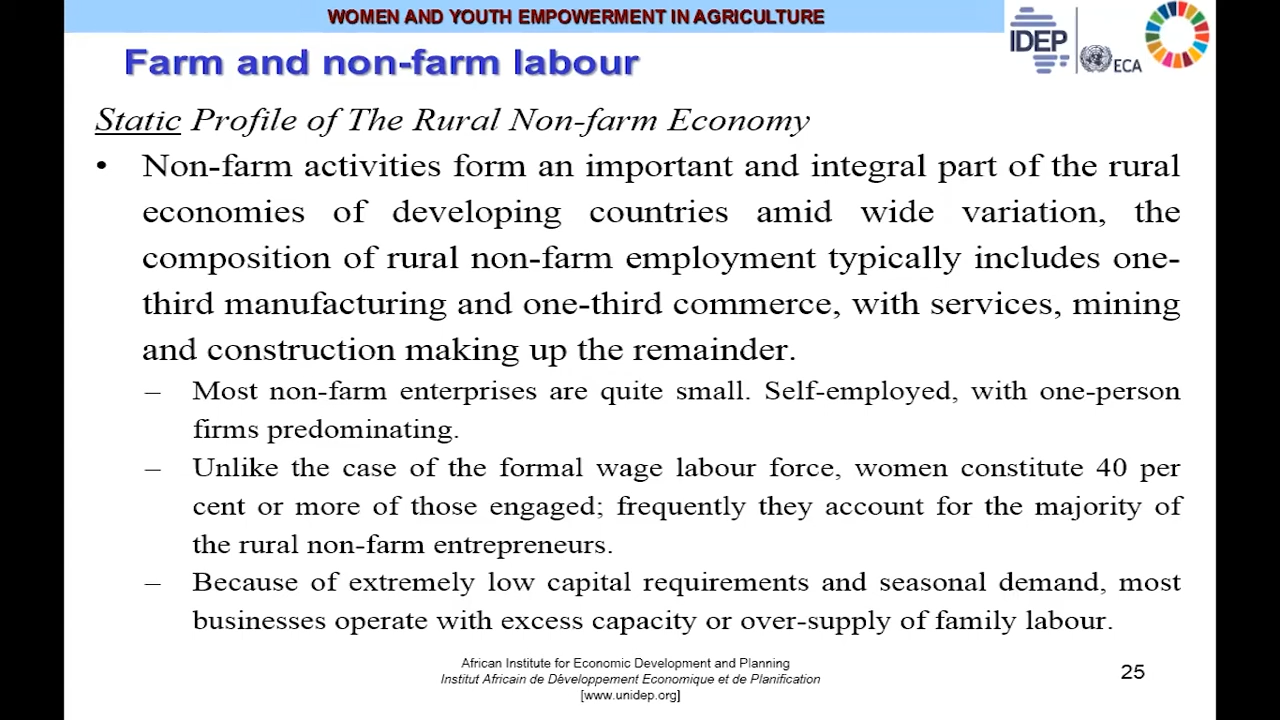 WOMEN AND YOUTH EMPOWERMENT IN AGRICULTURE
IDEP
ECA
Farm and non-farm labour
Static Profile of The Rural Non-farm Economy
• Non-farm activities form an important and integral part of the rural
economies of developing countries amid wide variation, the
composition of rural non-farm employment typically includes one-
third manufacturing and one-third commerce, with services, mining
and construction making up the remainder.
– Most non-farm enterprises are quite small. Self-employed, with one-person
firms predominating.
– Unlike the case of the formal wage labour force, women constitute 40 per
cent or more of those engaged; frequently they account for the majority of
the rural non-farm entrepreneurs.
– Because of extremely low capital requirements and seasonal demand, most
businesses operate with excess capacity or over-supply of family labour.
African Institute for Economic Development and Planning
Institut Africain de Développement Economique et de Planification
[www.unidep.org]
25